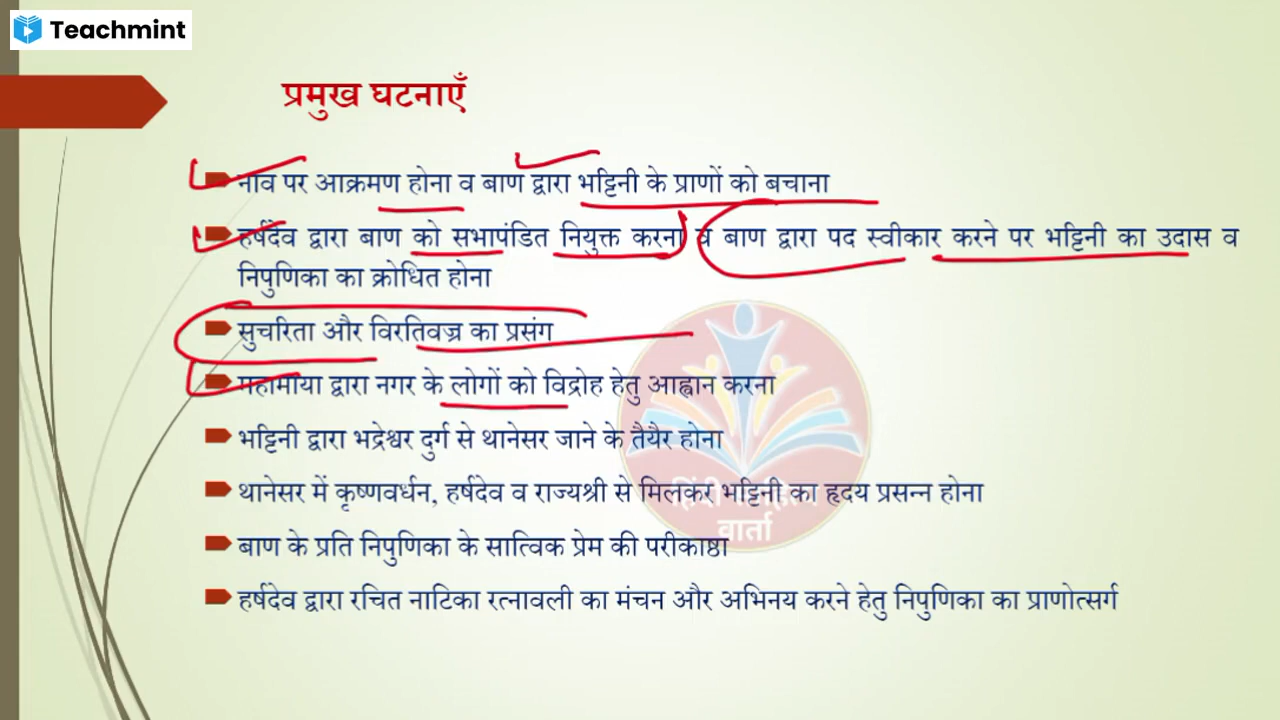 Teachmint
प्रमुख घटनाएँ
नाव पर आक्रमण होना व बाण द्वारा भट्टिनी के प्राणों को बचाना
हर्षदेव द्वारा बाण को सभापंडित नियुक्त करना व बाण द्वारा पद स्वीकार करने पर भट्टिनी का उदास व
निपुणिका का क्रोधित होना
सुचरिता और विरतिवज्र का प्रसंग
महामाया द्वारा नगर के लोगों को विद्रोह हेतु आह्वान करना
भट्टिनी द्वारा भद्रेश्वर दुर्ग से थानेसर जाने के तैयैर होना
थानेसर में कृष्णवर्धन, हर्षदेव व राज्यश्री से मिलकर भट्टिनी का हृदय प्रसन्न होना
बाण के प्रति निपुणिका के सात्विक प्रेम की परीकाष्ठा
हर्षदेव द्वारा रचित नाटिका रत्नावली का मंचन और अभिनय करने हेतु निपुणिका का प्राणोत्सर्ग
हिंदी
वार्ता